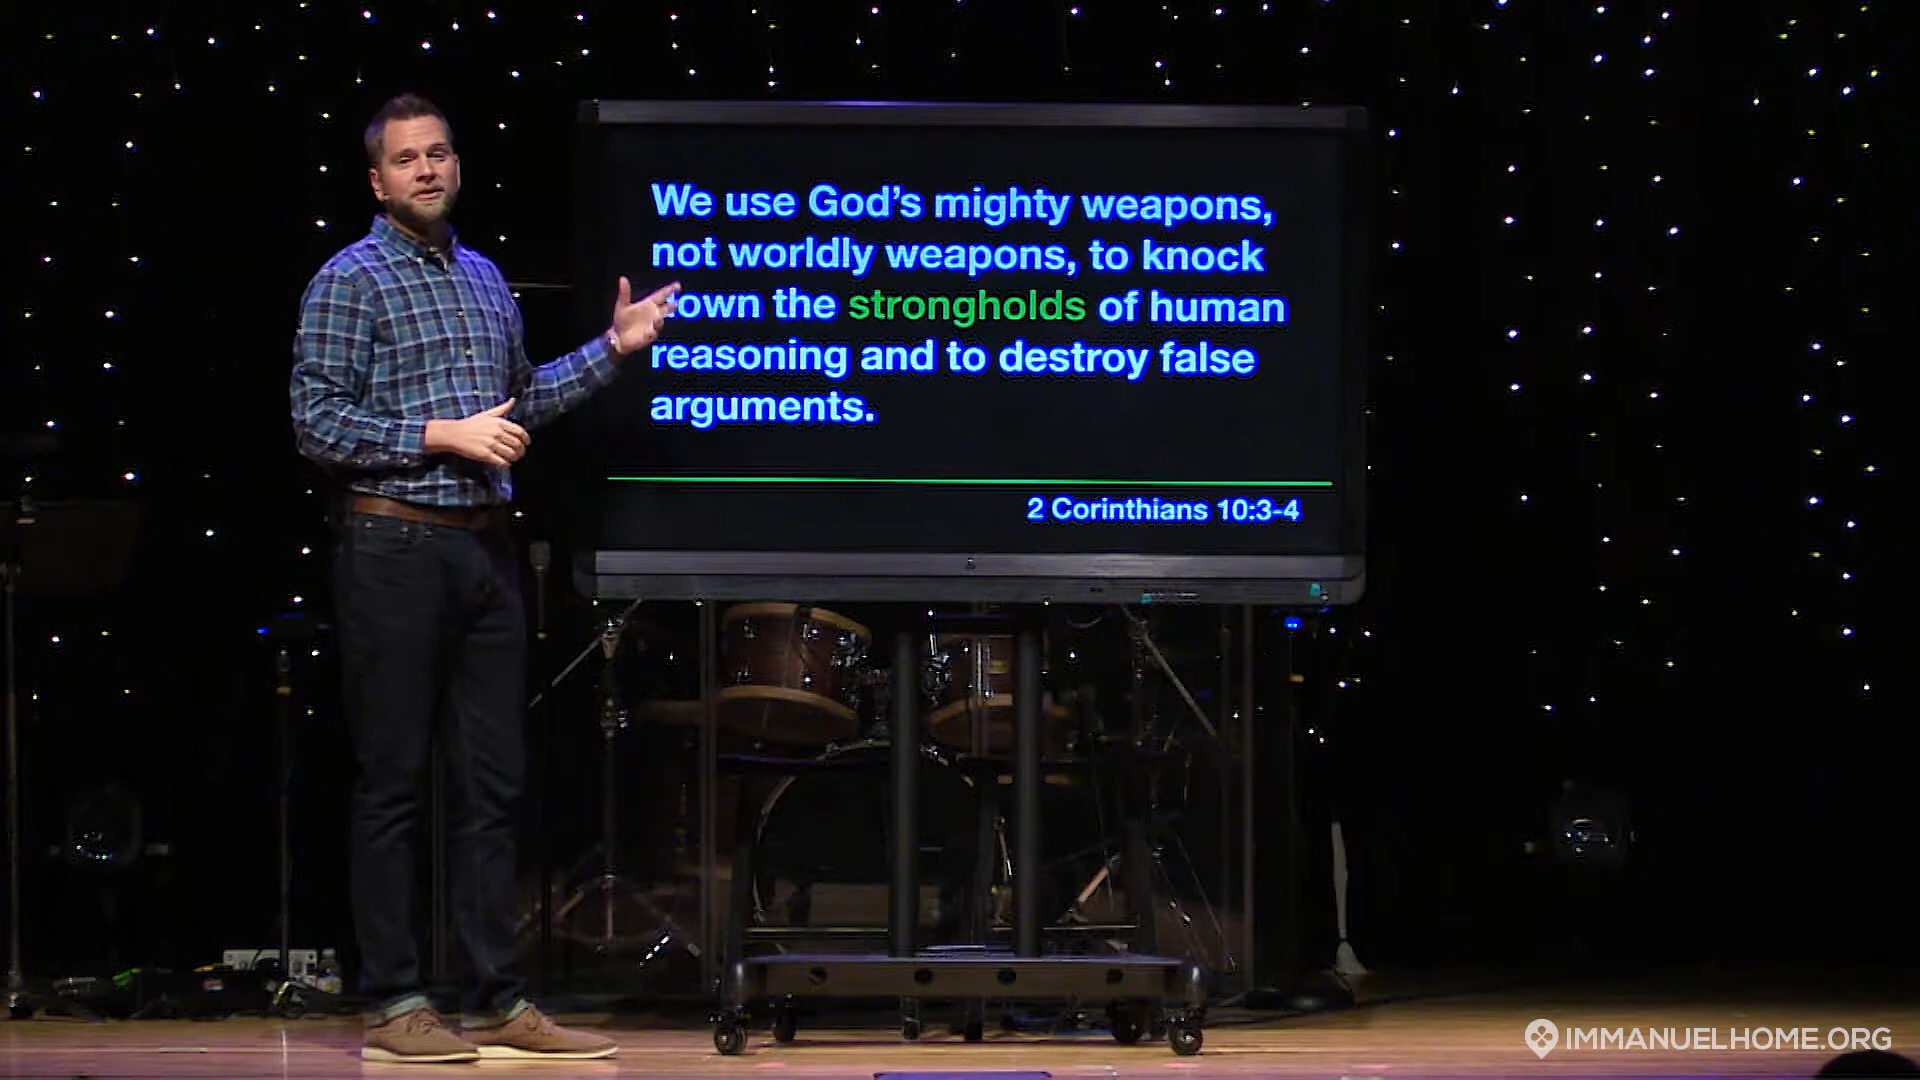 We use God's mighty weapons,
not worldly weapons, to knock
down the strongholds of human
reasoning and to destroy false
arguments.
2 Corinthians 10:3-4
IMMANUELHOME.ORG